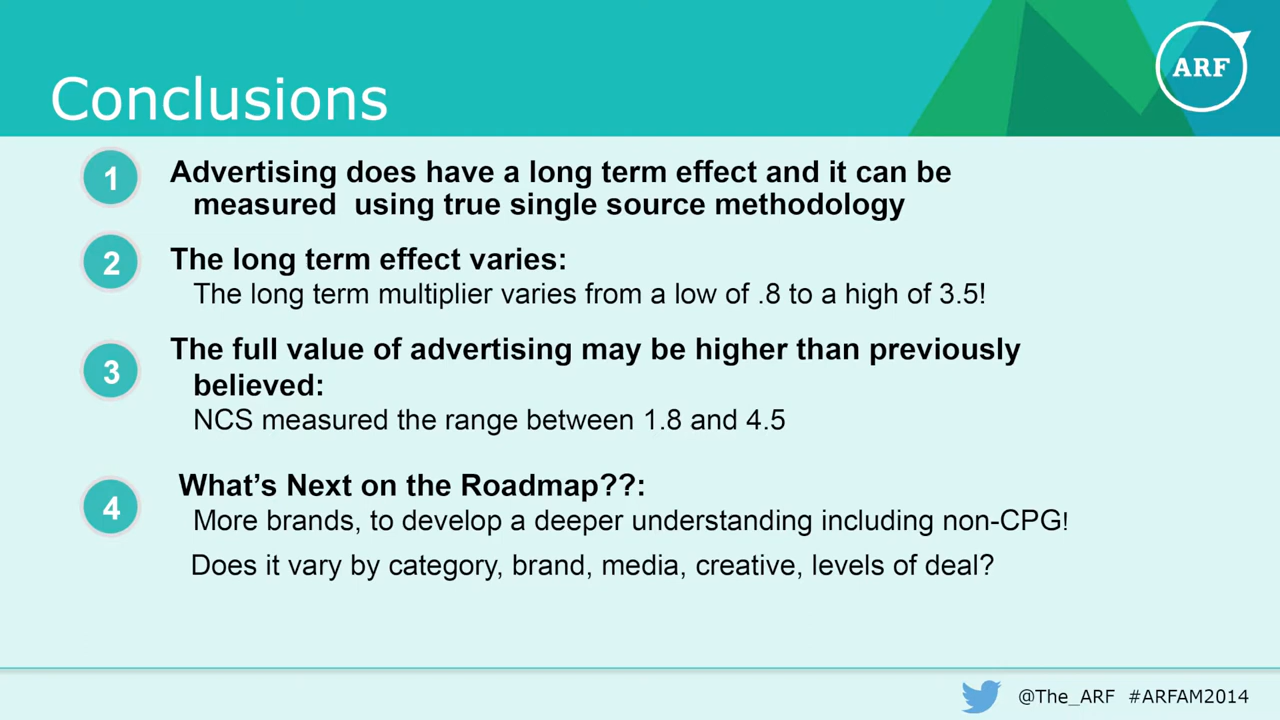 ARF
Conclusions
1
Advertising does have a long term effect and it can be
measured using true single source methodology
2
The long term effect varies:
The long term multiplier varies from a low of .8 to a high of 3.5!
3
The full value of advertising may be higher than previously
believed:
NCS measured the range between 1.8 and 4.5
4
What’s Next on the Roadmap??:
More brands, to develop a deeper understanding including non-CPG!
Does it vary by category, brand, media, creative, levels of deal?
@The_ARF #ARFAM2014